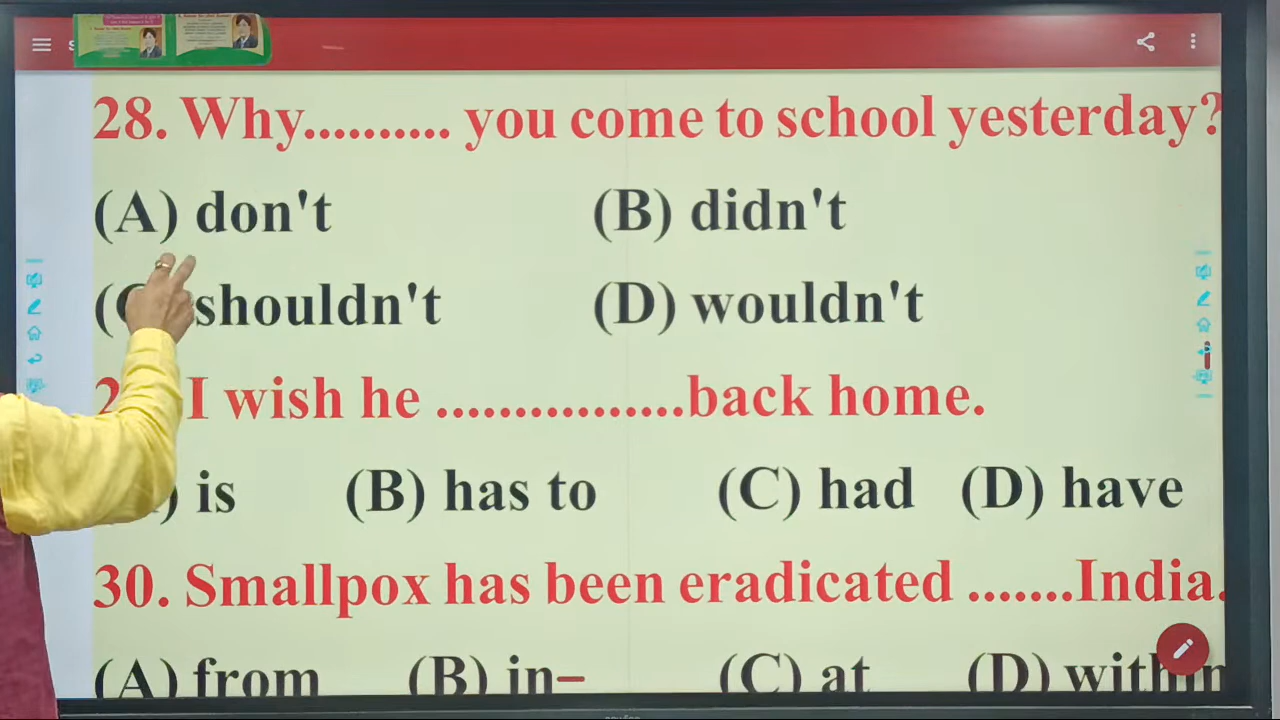 28. Why.......... you come to school yesterday?
(A) don't (B) didn't
shouldn't (D) wouldn't
I wish he ................back home.
is (B) has to (C) had (D) have
30. Smallpox has been eradicated .......India.
(A) from (B) in– (C) at (D) within